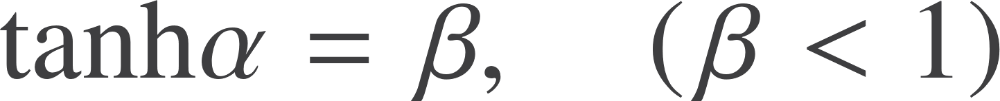 tanhα = β, (β < 1)